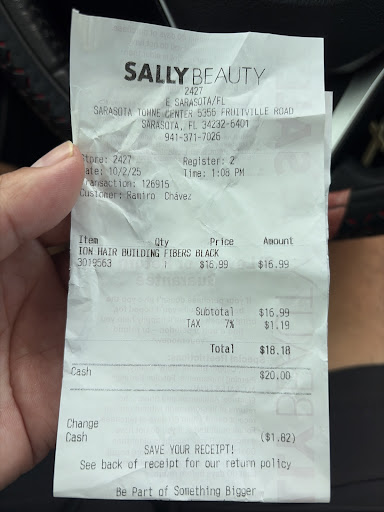 SALLY BEAUTY
2427
E SARASOTA/FL
SARASOTA TOWNE CENTER 5355 FRUITVILLE ROAD
SARASOTA, FL 34232-6401
941-371-7026
Store: 2427 Register: 2
Date: 10/2/25 Time: 1:08 PM
Transaction: 126915
Customer: Ramiro Chávez
Item Qty Price Amount
ION HAIR BUILDING FIBERS BLACK
3019563 1 $16.99 $16.99
Subtotal $16.99
TAX 7% $1.19
Total $18.18
Cash $20.00
Change
Cash ($1.82)
SAVE YOUR RECEIPT!
See back of receipt for our return policy
Be Part of Something Bigger